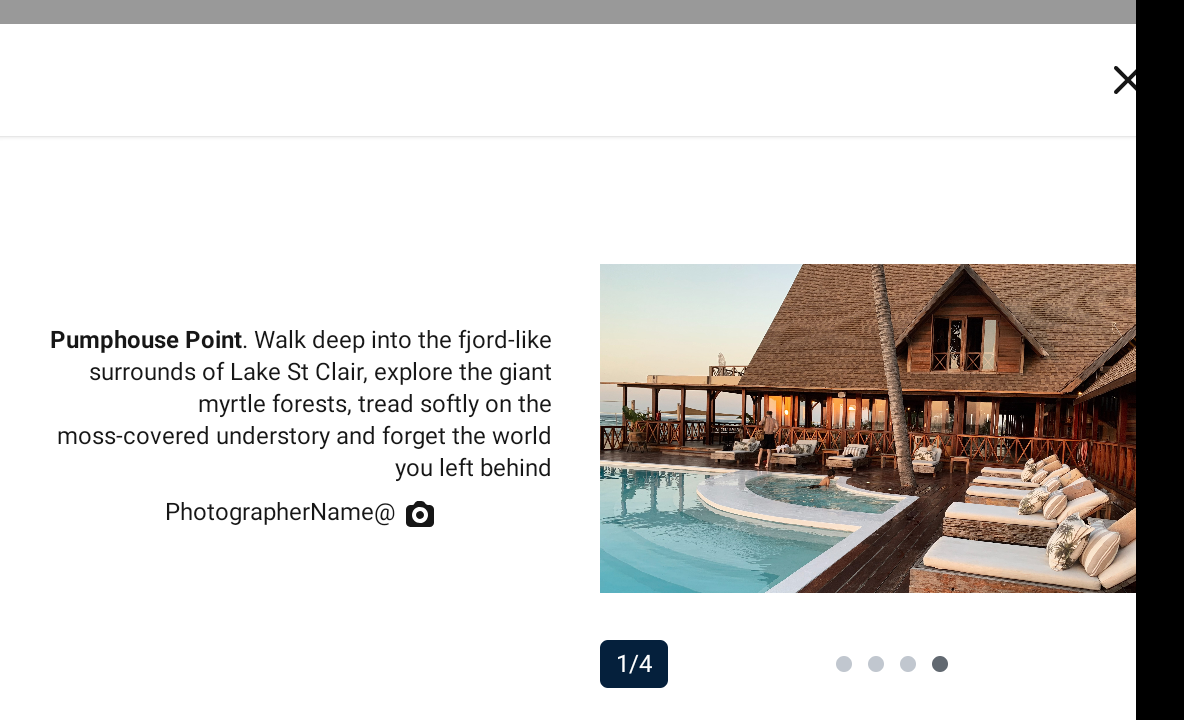 Pumphouse Point. Walk deep into the fjord-like
surrounds of Lake St Clair, explore the giant
myrtle forests, tread softly on the
moss-covered understory and forget the world
you left behind
PhotographerName@
1/4